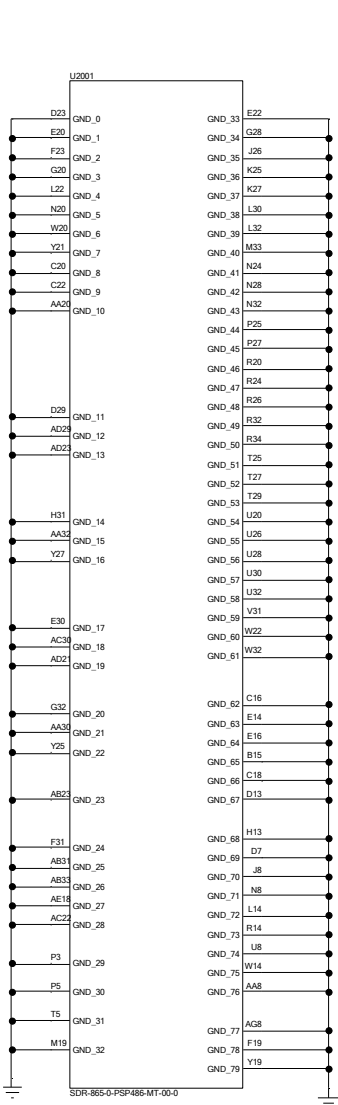 U2001
D23 GND_0 GND_33 E22
E20 GND_1 GND_34 G28
F23 GND_2 GND_35 J26
G20 GND_3 GND_36 K25
L22 GND_4 GND_37 K27
N20 GND_5 GND_38 L30
W20 GND_6 GND_39 L32
Y21 GND_7 GND_40 M33
C20 GND_8 GND_41 N24
C22 GND_9 GND_42 N28
AA20 GND_10 GND_43 N32
GND_44 P25
GND_45 P27
GND_46 R20
GND_47 R24
D29 GND_11 GND_48 R26
AD29 GND_12 GND_49 R32
AD23 GND_13 GND_50 R34
GND_51 T25
GND_52 T27
GND_53 T29
H31 GND_14 GND_54 U20
AA32 GND_15 GND_55 U26
Y27 GND_16 GND_56 U28
GND_57 U30
GND_58 U32
E30 GND_17 GND_59 V31
AC30 GND_18 GND_60 W22
AD21 GND_19 GND_61 W32
G32 GND_20 GND_62 C16
AA30 GND_21 GND_63 E14
Y25 GND_22 GND_64 E16
GND_65 B15
GND_66 C18
AB23 GND_23 GND_67 D13
GND_68 H13
F31 GND_24 GND_69 D7
AB31 GND_25 GND_70 J8
AB33 GND_26 GND_71 N8
AE18 GND_27 GND_72 L14
AC22 GND_28 GND_73 R14
GND_74 U8
P3 GND_29 GND_75 W14
P5 GND_30 GND_76 AA8
T5 GND_31 GND_77 AG8
M19 GND_32 GND_78 F19
GND_79 Y19
SDR-865-0-PSP486-MT-00-0